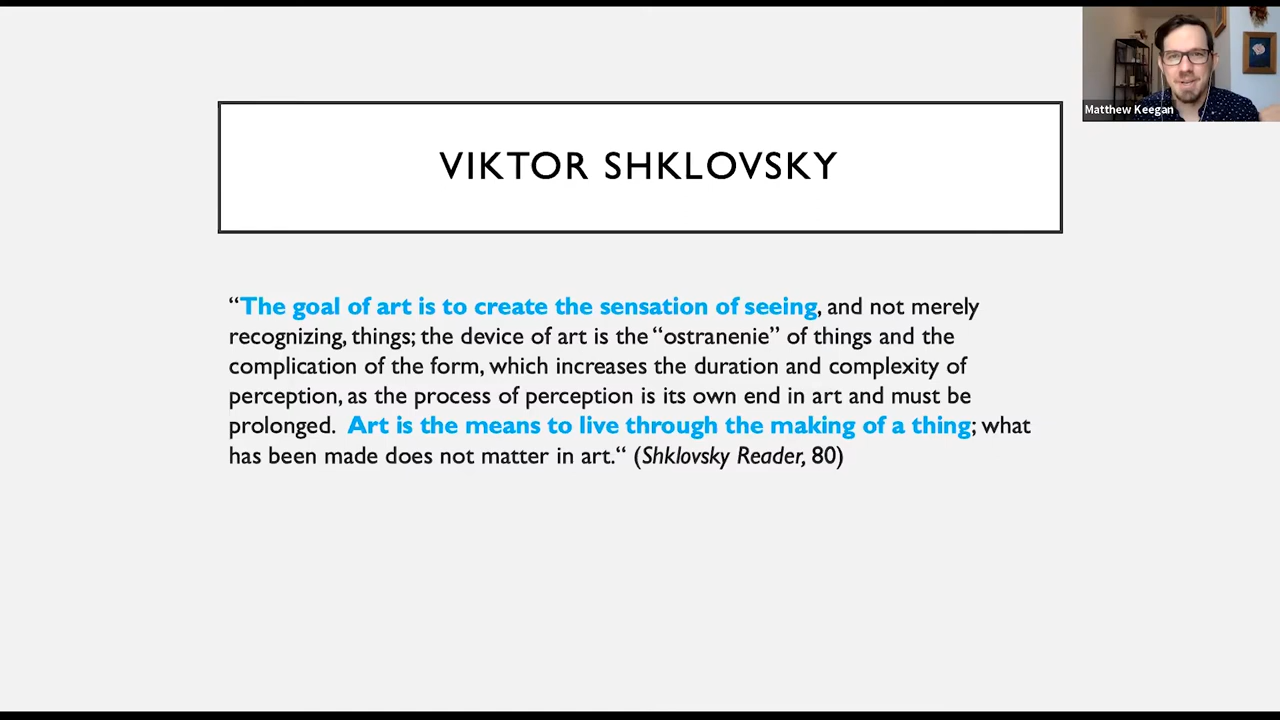 Matthew Keegan
VIKTOR SHKLOVSKY
“The goal of art is to create the sensation of seeing, and not merely
recognizing, things; the device of art is the “ostranenie” of things and the
complication of the form, which increases the duration and complexity of
perception, as the process of perception is its own end in art and must be
prolonged.  Art is the means to live through the making of a thing; what
has been made does not matter in art.“ (Shklovsky Reader, 80)